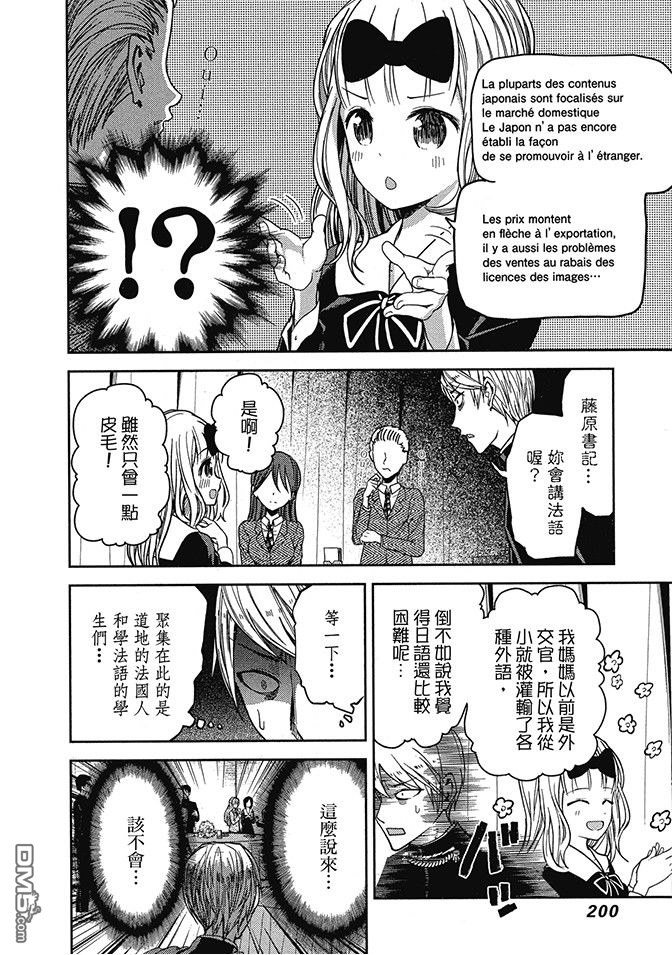 La pluparts des contenus
japonais sont focalisés sur
le marché domestique
Le Japon n'a pas encore
établi la façon
de se promouvoir à l'étranger.
Les prix montent
en flèche à l'exportation,
il y a aussi les problèmes
des ventes au rabais des
licences des images…
Oui…
!?
藤原書記…
妳會講法語
喔？
是啊！
雖然只曾一點
皮毛！
我媽媽以前是外
交官，所以我從
小就被灌輸了各
種外語，
倒不如說我覺
得日語還比較
困難呢…
等一下…
聚集在此的是
道地的法國人
和學法語的學
生們…
這麼說來…
該不會…
200
DM5.com